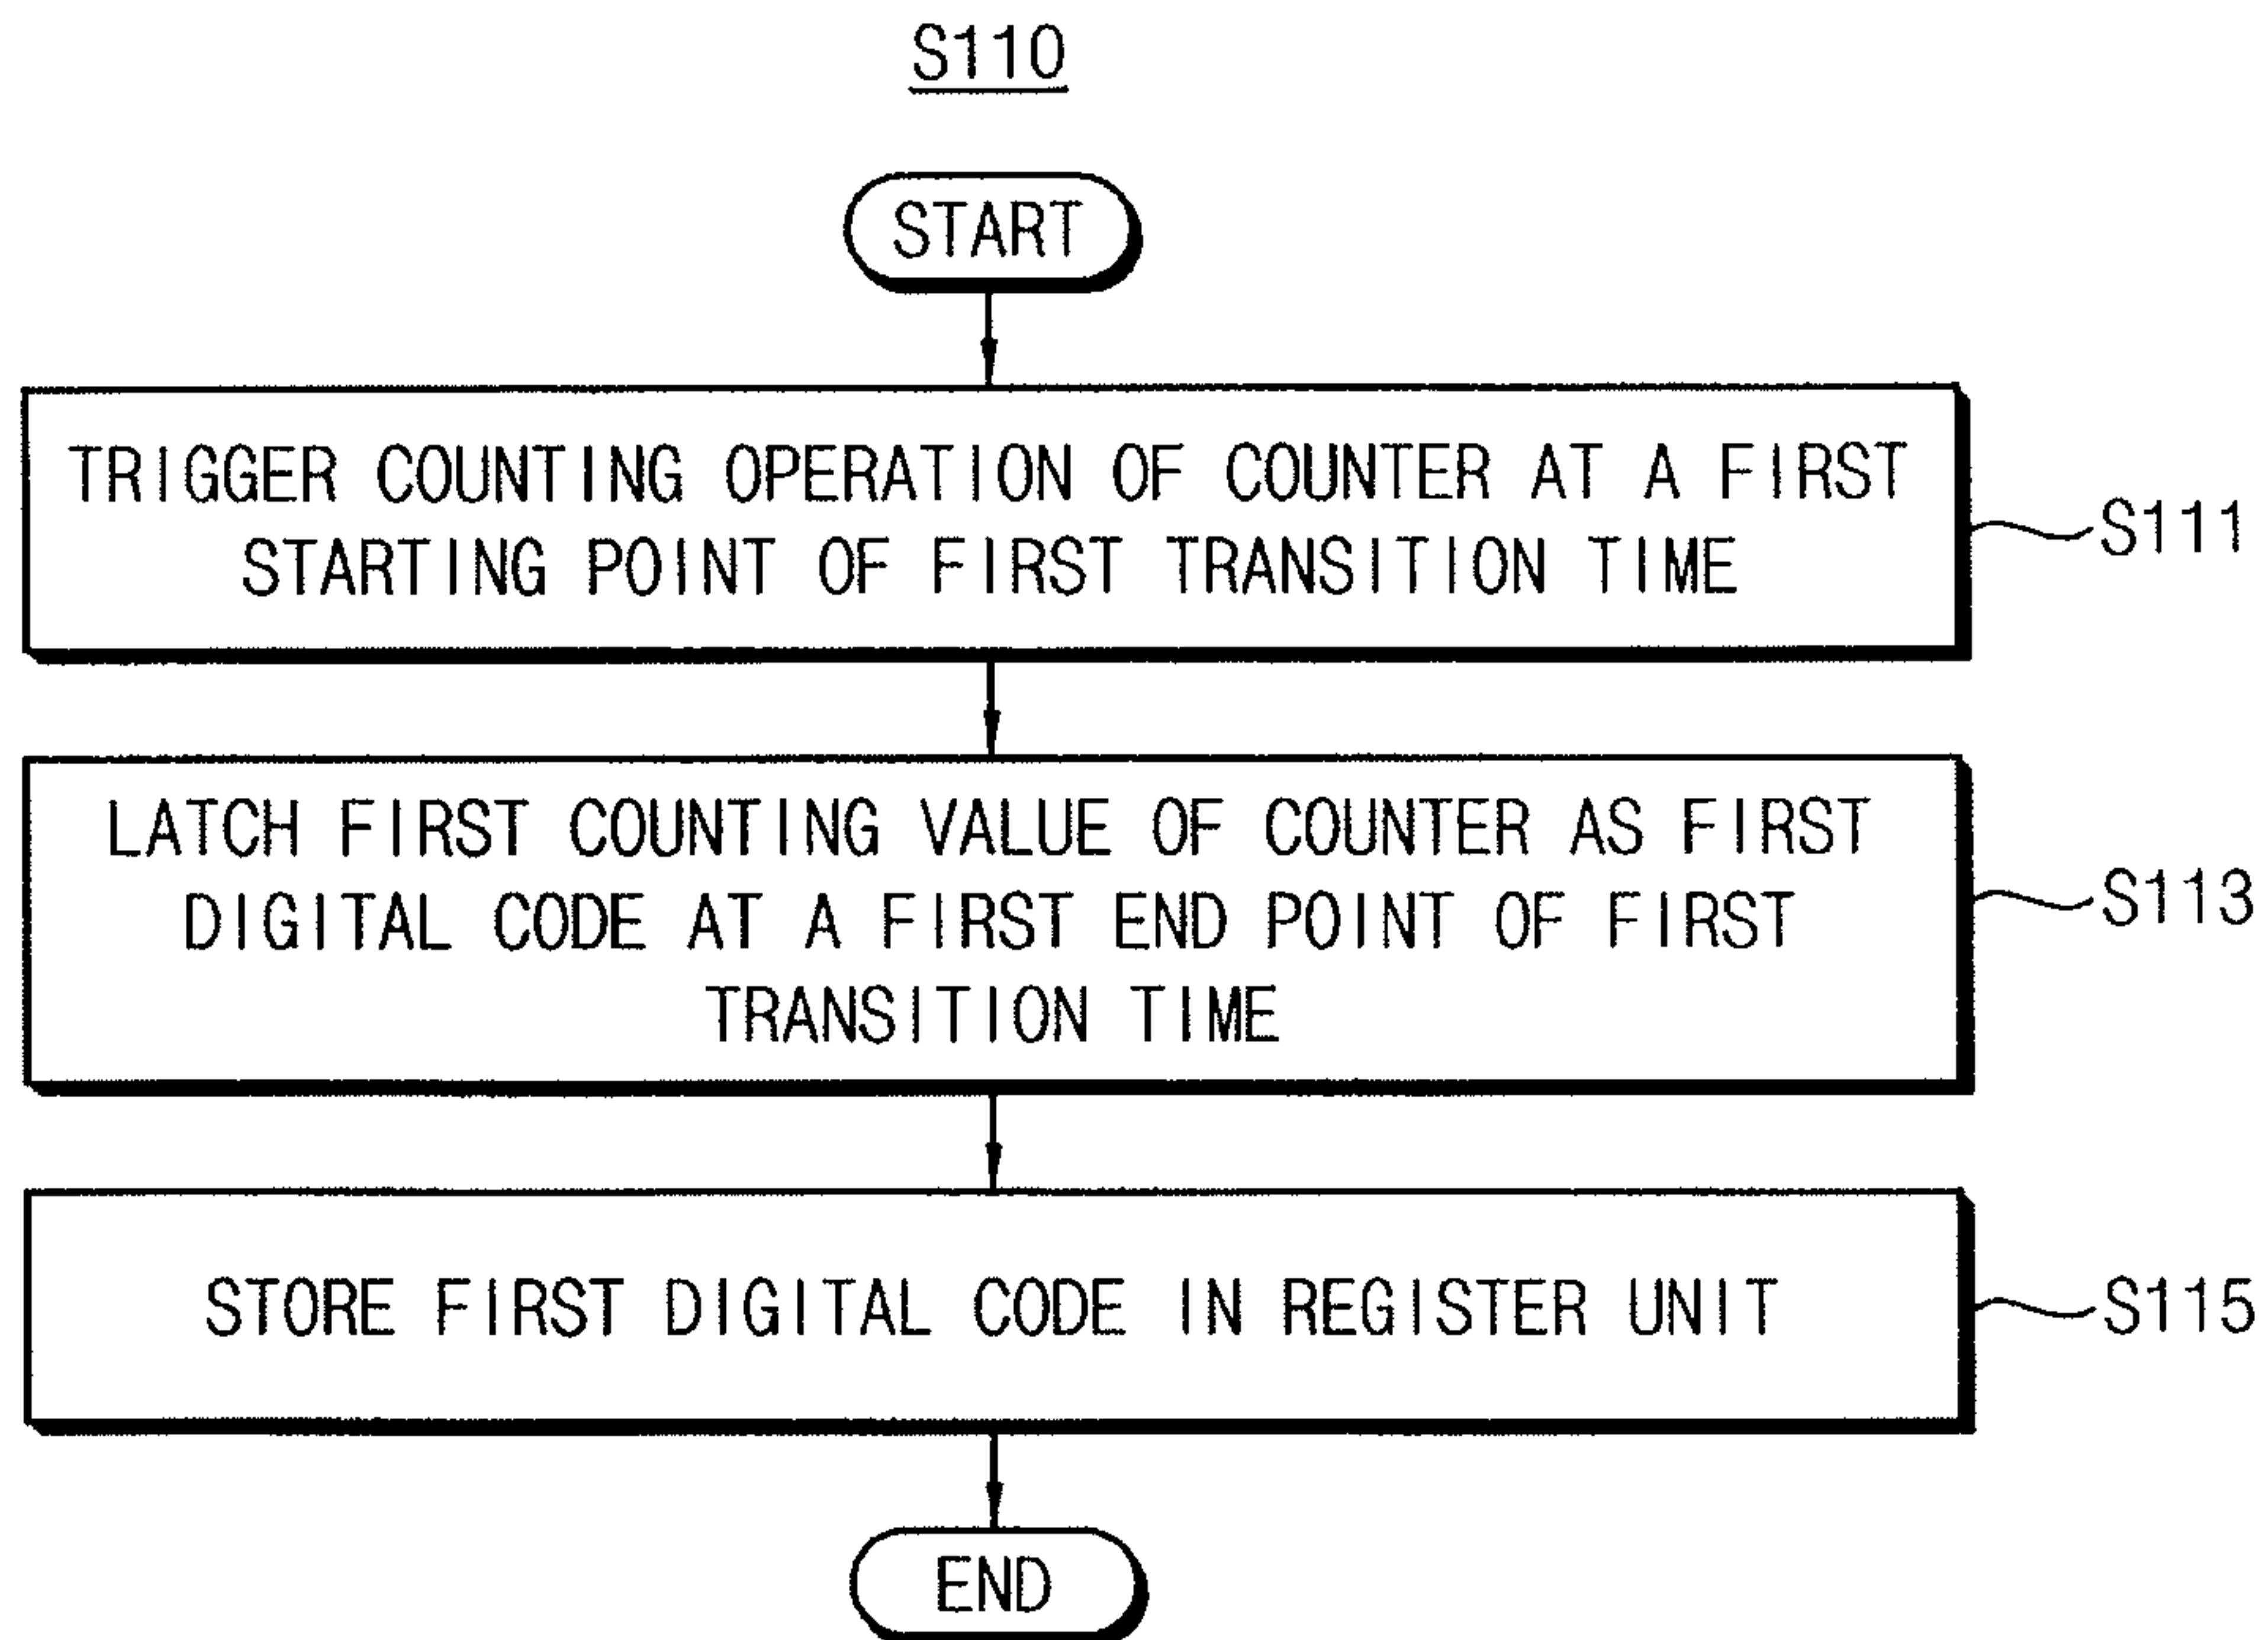 S110
START
TRIGGER COUNTING OPERATION OF COUNTER AT A FIRST
STARTING POINT OF FIRST TRANSITION TIME
S111
LATCH FIRST COUNTING VALUE OF COUNTER AS FIRST
DIGITAL CODE AT A FIRST END POINT OF FIRST
TRANSITION TIME
S113
STORE FIRST DIGITAL CODE IN REGISTER UNIT
S115
END